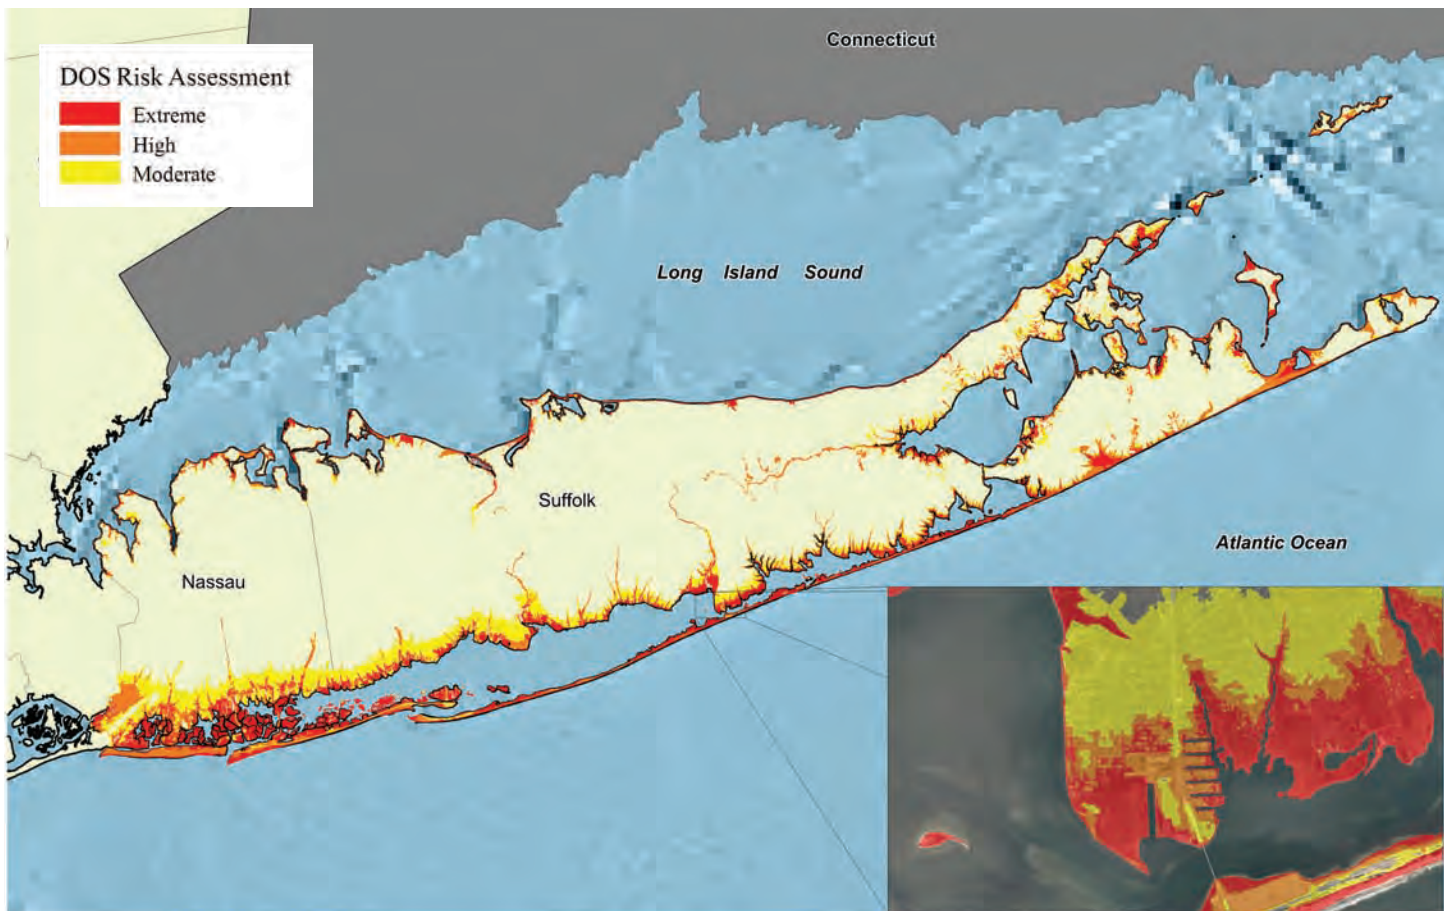 Connecticut
DOS Risk Assessment
Extreme
High
Moderate
Long Island Sound
Suffolk
Atlantic Ocean
Nassau